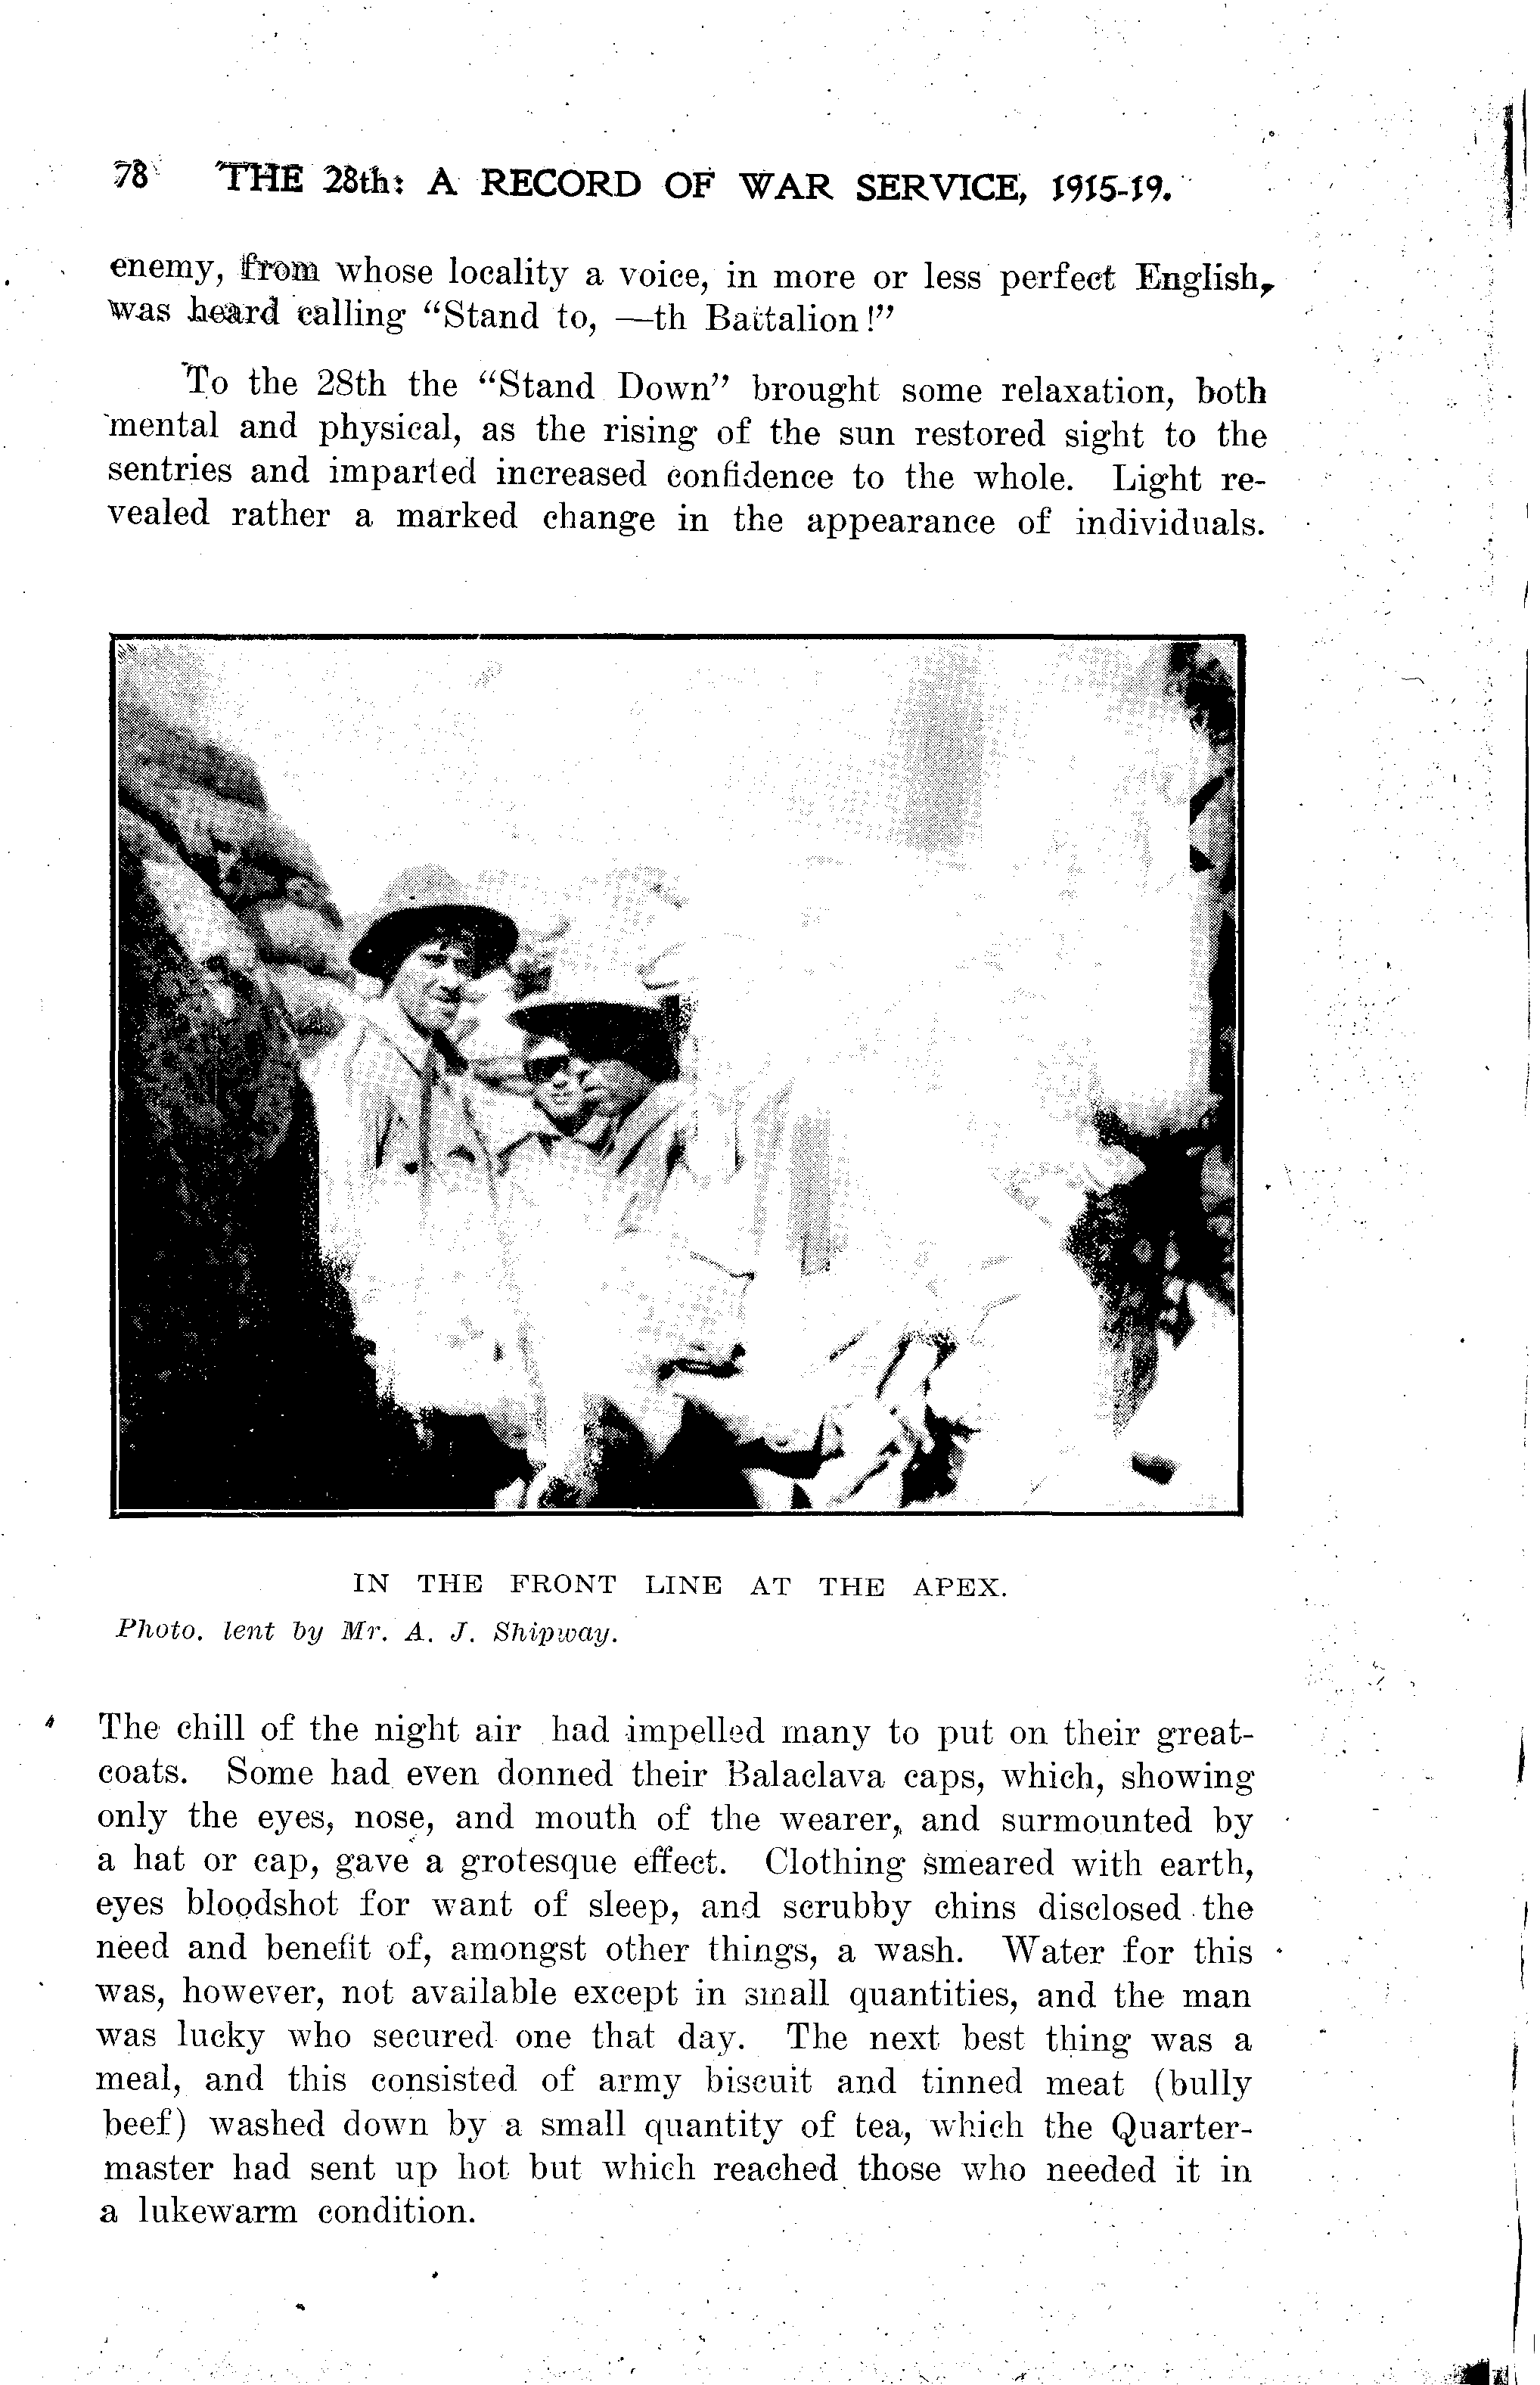 78 THE 28th: A RECORD OF WAR SERVICE, 1915-19.
enemy, from whose locality a voice, in more or less perfect English,
was heard calling “Stand to, —th Battalion!”
To the 28th the “Stand Down” brought some relaxation, both
mental and physical, as the rising of the sun restored sight to the
sentries and imparted increased confidence to the whole. Light re-
vealed rather a marked change in the appearance of individuals.
IN THE FRONT LINE AT THE APEX.
Photo. lent by Mr. A. J. Shipway.
The chill of the night air had impelled many to put on their great-
coats. Some had even donned their Balaclava caps, which, showing
only the eyes, nose, and mouth of the wearer, and surmounted by
a hat or cap, gave a grotesque effect. Clothing smeared with earth,
eyes bloodshot for want of sleep, and scrubby chins disclosed the
need and benefit of, amongst other things, a wash. Water for this
was, however, not available except in small quantities, and the man
was lucky who secured one that day. The next best thing was a
meal, and this consisted of army biscuit and tinned meat (bully
beef) washed down by a small quantity of tea, which the Quarter-
master had sent up hot but which reached those who needed it in
a lukewarm condition.